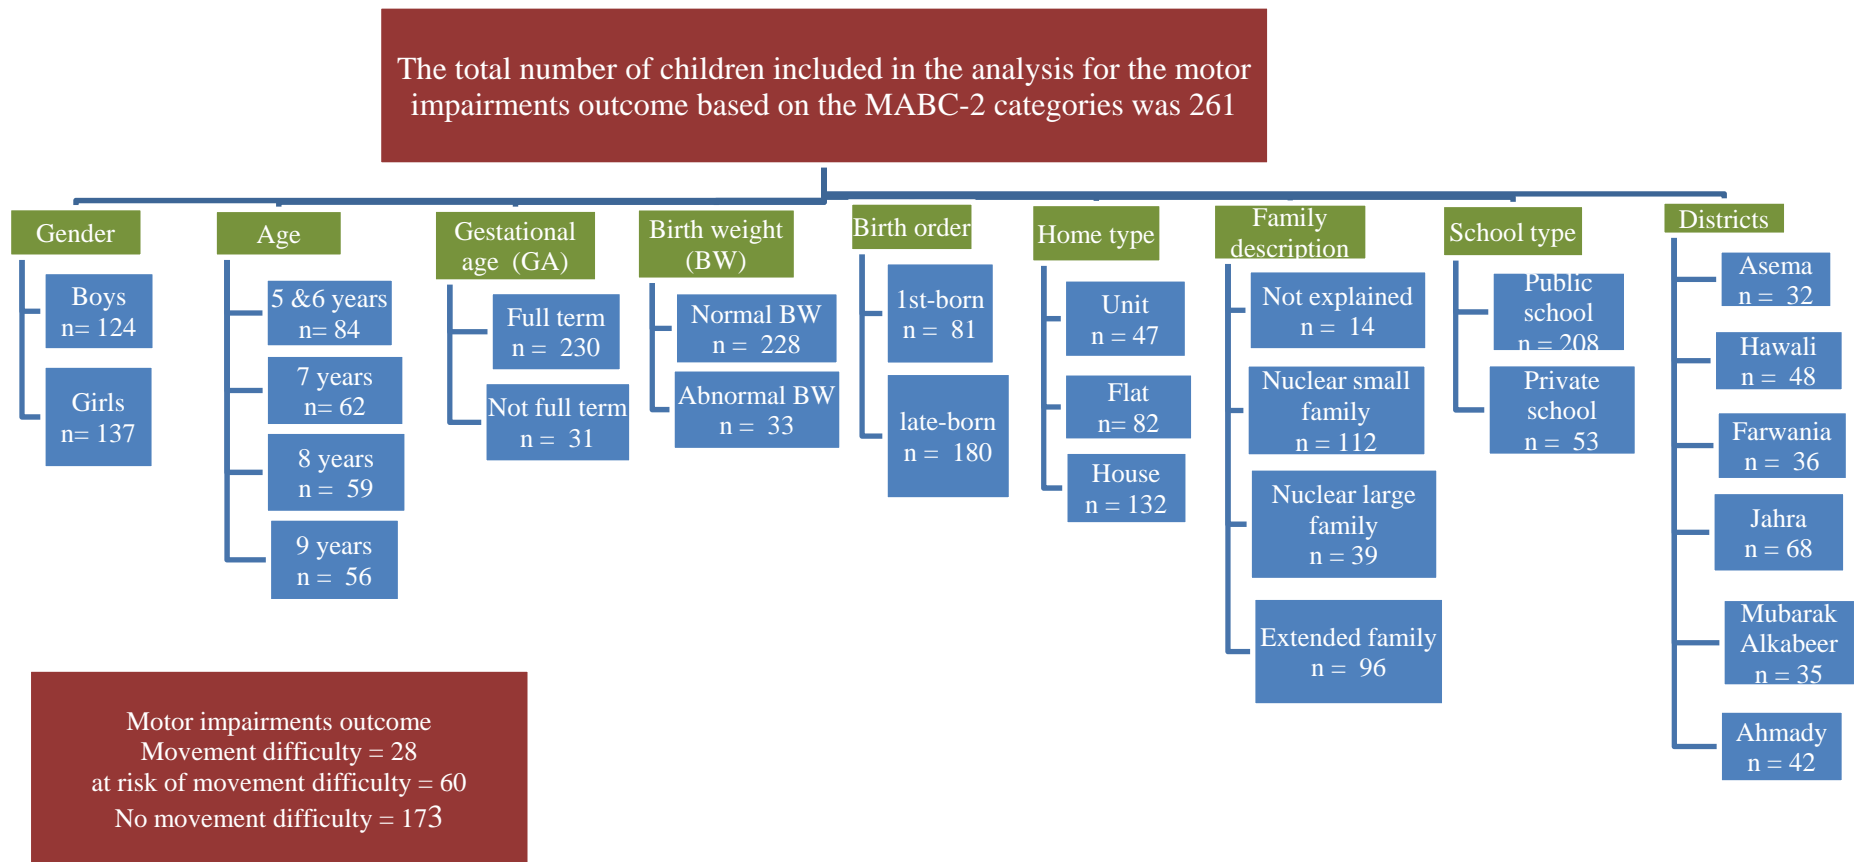 The total number of children included in the analysis for the motor
impairments outcome based on the MABC-2 categories was 261
Gender
Boys
n= 124
Girls
n= 137
Age
5 &6 years
n= 84
7 years
n= 62
8 years
n = 59
9 years
n = 56
Gestational
age (GA)
Full term
n = 230
Not full term
n = 31
Birth weight
(BW)
Normal BW
n = 228
Abnormal BW
n = 33
Birth order
1st-born
n = 81
late-born
n = 180
Home type
Unit
n = 47
Flat
n= 82
House
n = 132
Family
description
Not explained
n = 14
Nuclear small
family
n = 112
Nuclear large
family
n = 39
Extended family
n = 96
School type
Public
school
n = 208
Private
school
n = 53
Districts
Asema
n = 32
Hawali
n = 48
Farwania
n = 36
Jahra
n = 68
Mubarak
Alkabeer
n = 35
Ahmady
n = 42
Motor impairments outcome
Movement difficulty = 28
at risk of movement difficulty = 60
No movement difficulty = 173